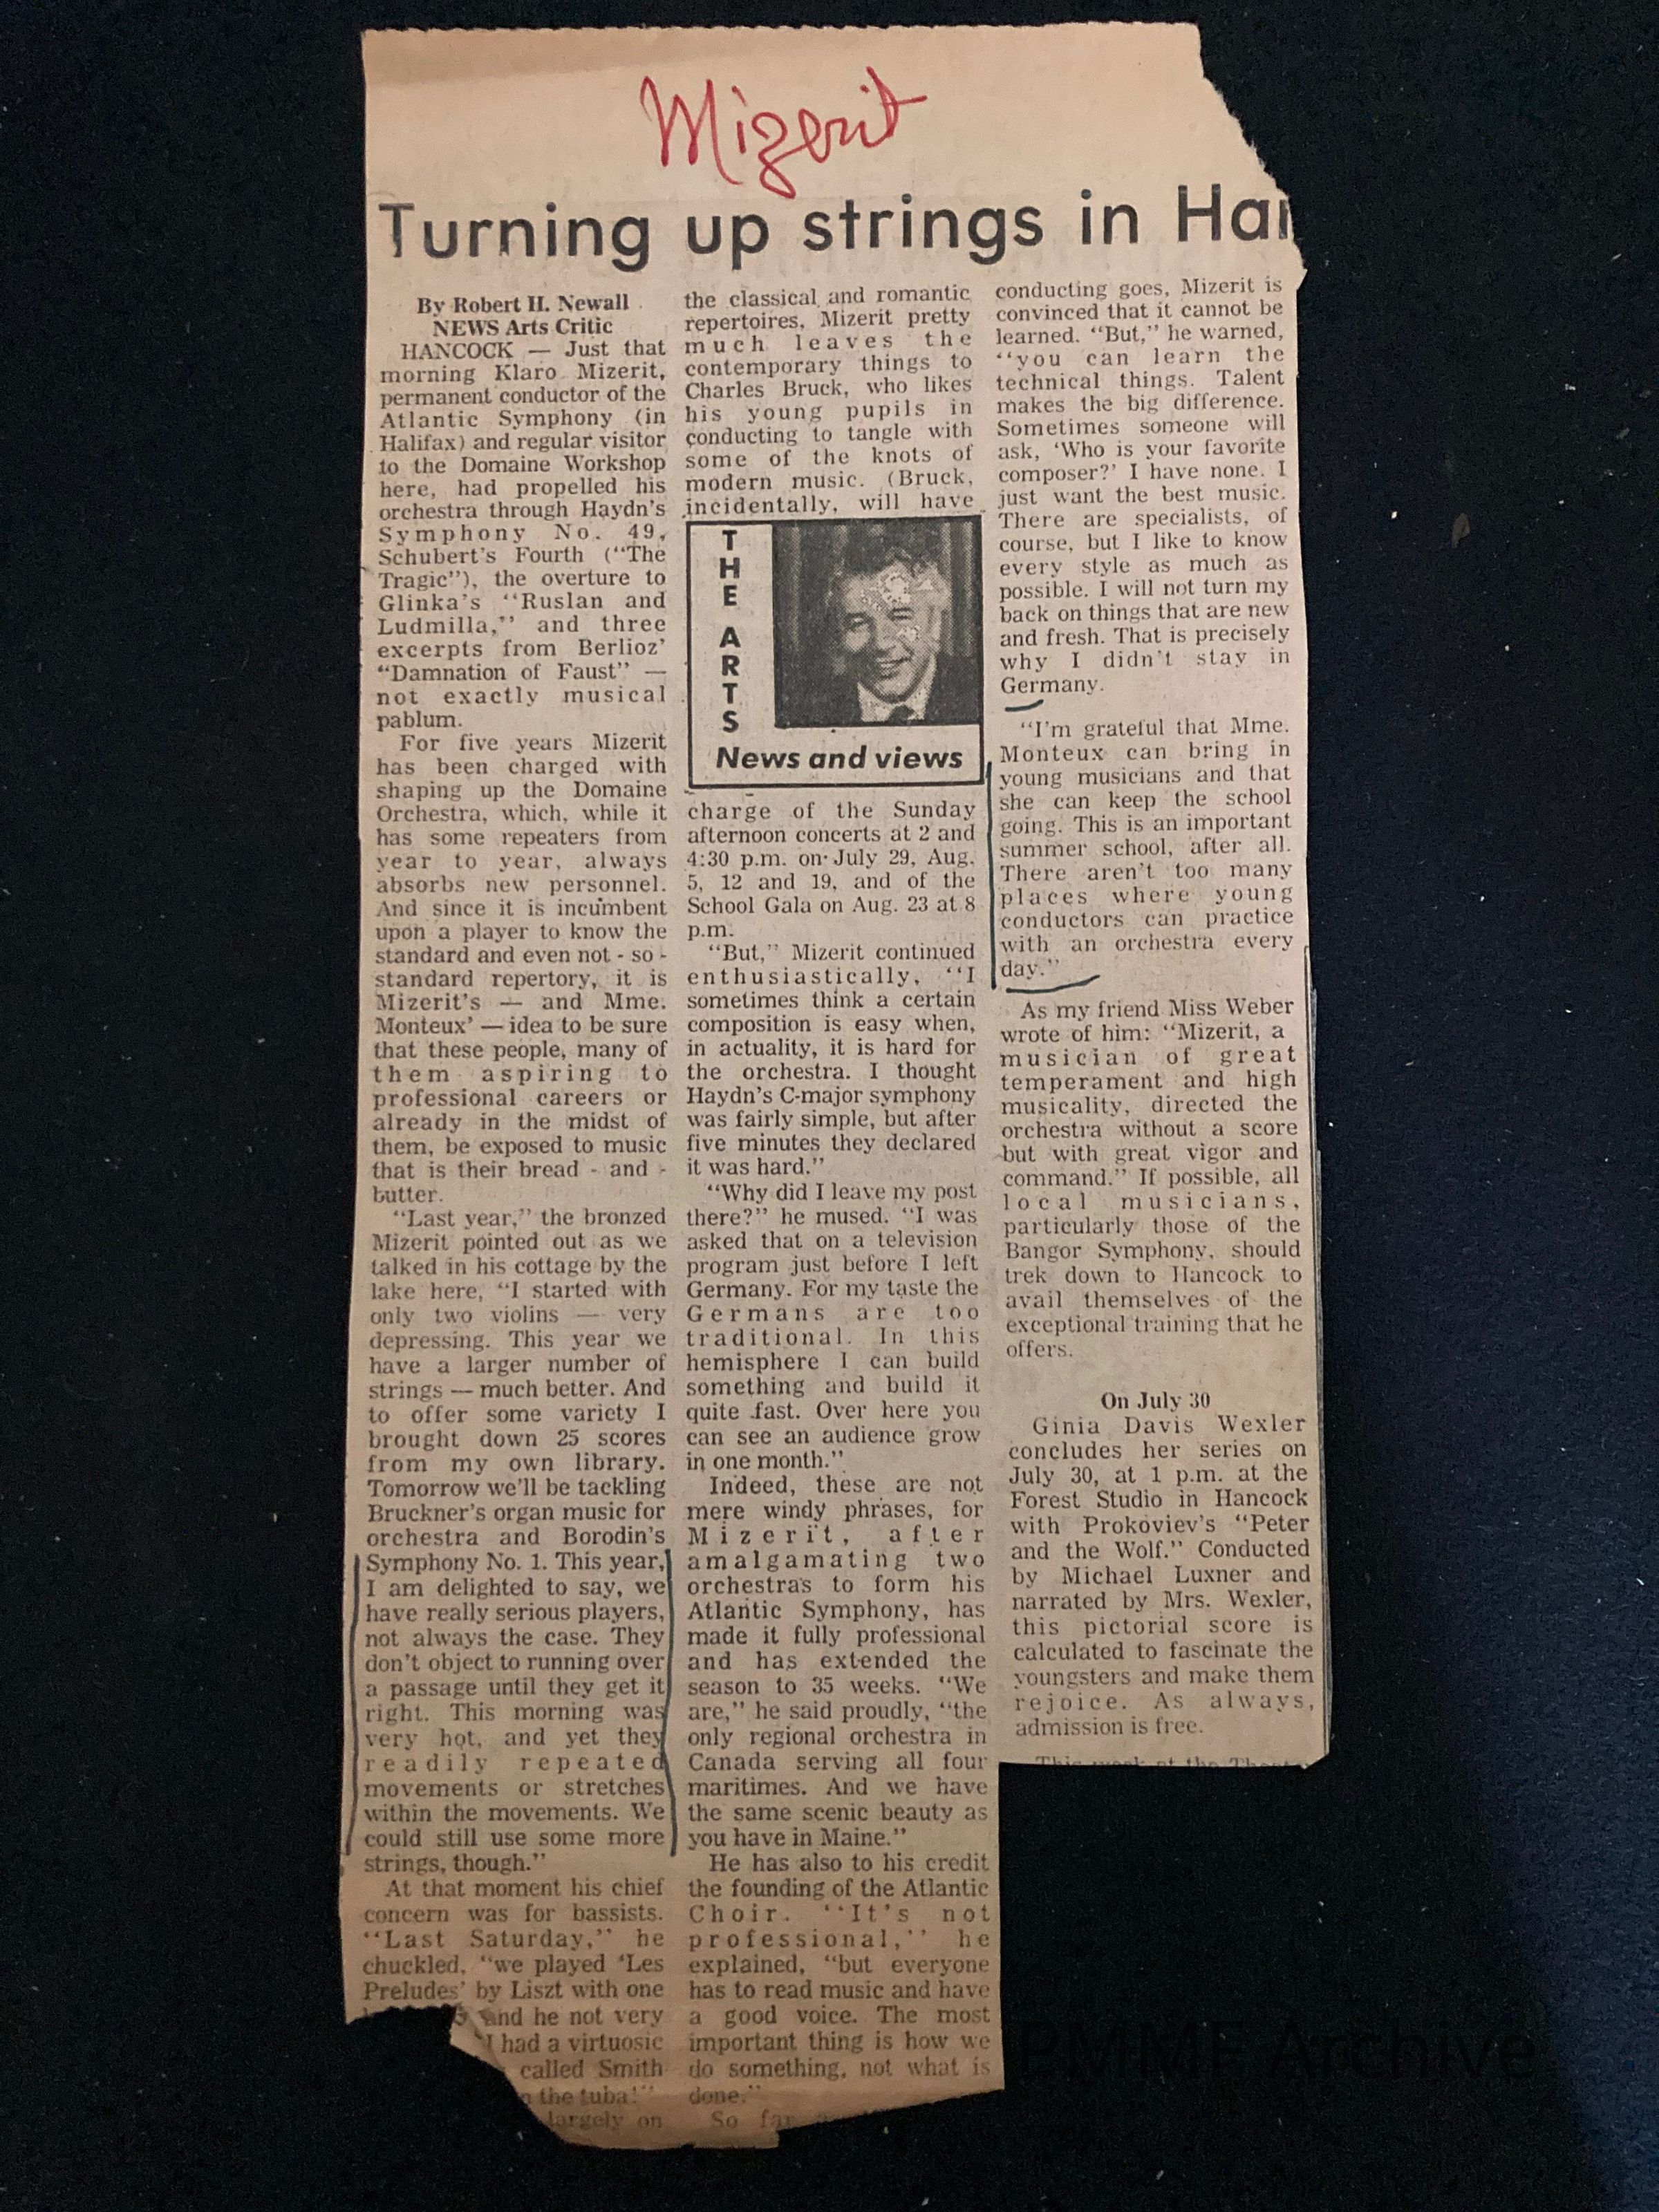 Mizerit
Turning up strings in Han
By Robert H. Newall
NEWS Arts Critic
HANCOCK — Just that
morning Klaro Mizerit,
permanent conductor of the
Atlantic Symphony (in
Halifax) and regular visitor
to the Domaine Workshop
here, had propelled his
orchestra through Haydn's
Symphony No. 49,
Schubert's Fourth ("The
Tragic"), the overture to
Glinka's "Ruslan and
Ludmilla," and three
excerpts from Berlioz'
"Damnation of Faust" —
not exactly musical
pablum.
For five years Mizerit
has been charged with
shaping up the Domaine
Orchestra, which, while it
has some repeaters from
year to year, always
absorbs new personnel.
And since it is incumbent
upon a player to know the
standard and even not - so -
standard repertory, it is
Mizerit's — and Mme.
Monteux' — idea to be sure
that these people, many of
them aspiring to
professional careers or
already in the midst of
them, be exposed to music
that is their bread - and -
butter.
"Last year," the bronzed
Mizerit pointed out as we
talked in his cottage by the
lake here, "I started with
only two violins — very
depressing. This year we
have a larger number of
strings — much better. And
to offer some variety I
brought down 25 scores
from my own library.
Tomorrow we'll be tackling
Bruckner's organ music for
orchestra and Borodin's
Symphony No. 1. This year,
I am delighted to say, we
have really serious players,
not always the case. They
don't object to running over
a passage until they get it
right. This morning was
very hot, and yet they
readily repeated
movements or stretches
within the movements. We
could still use some more
strings, though."
At that moment his chief
concern was for bassists.
"Last Saturday," he
chuckled, "we played 'Les
Preludes' by Liszt with one
and he not very
I had a virtuosic
called Smith
the tuba!"
largely on
the classical and romantic
repertoires, Mizerit pretty
much leaves the
contemporary things to
Charles Bruck, who likes
his young pupils in
conducting to tangle with
some of the knots of
modern music. (Bruck,
incidentally, will have
THE ARTS
News and views
charge of the Sunday
afternoon concerts at 2 and
4:30 p.m. on July 29, Aug.
5, 12 and 19, and of the
School Gala on Aug. 23 at 8
p.m.
"But," Mizerit continued
enthusiastically, "I
sometimes think a certain
composition is easy when,
in actuality, it is hard for
the orchestra. I thought
Haydn's C-major symphony
was fairly simple, but after
five minutes they declared
it was hard."
"Why did I leave my post
there?" he mused. "I was
asked that on a television
program just before I left
Germany. For my taste the
Germans are too
traditional. In this
hemisphere I can build
something and build it
quite fast. Over here you
can see an audience grow
in one month."
Indeed, these are not
mere windy phrases, for
Mizerit, after
amalgamating two
orchestras to form his
Atlantic Symphony, has
made it fully professional
and has extended the
season to 35 weeks. "We
are," he said proudly, "the
only regional orchestra in
Canada serving all four
maritimes. And we have
the same scenic beauty as
you have in Maine."
He has also to his credit
the founding of the Atlantic
Choir. "It's not
professional," he
explained, "but everyone
has to read music and have
a good voice. The most
important thing is how we
do something, not what is
done."
So far
conducting goes, Mizerit is
convinced that it cannot be
learned. "But," he warned,
"you can learn the
technical things. Talent
makes the big difference.
Sometimes someone will
ask, 'Who is your favorite
composer?' I have none. I
just want the best music.
There are specialists, of
course, but I like to know
every style as much as
possible. I will not turn my
back on things that are new
and fresh. That is precisely
why I didn't stay in
Germany.
"I'm grateful that Mme.
Monteux can bring in
young musicians and that
she can keep the school
going. This is an important
summer school, after all.
There aren't too many
places where young
conductors can practice
with an orchestra every
day."
As my friend Miss Weber
wrote of him: "Mizerit, a
musician of great
temperament and high
musicality, directed the
orchestra without a score
but with great vigor and
command." If possible, all
local musicians,
particularly those of the
Bangor Symphony, should
trek down to Hancock to
avail themselves of the
exceptional training that he
offers.
On July 30
Ginia Davis Wexler
concludes her series on
July 30, at 1 p.m. at the
Forest Studio in Hancock
with Prokoviev's "Peter
and the Wolf." Conducted
by Michael Luxner and
narrated by Mrs. Wexler,
this pictorial score is
calculated to fascinate the
youngsters and make them
rejoice. As always,
admission is free.
This week at the
Archive